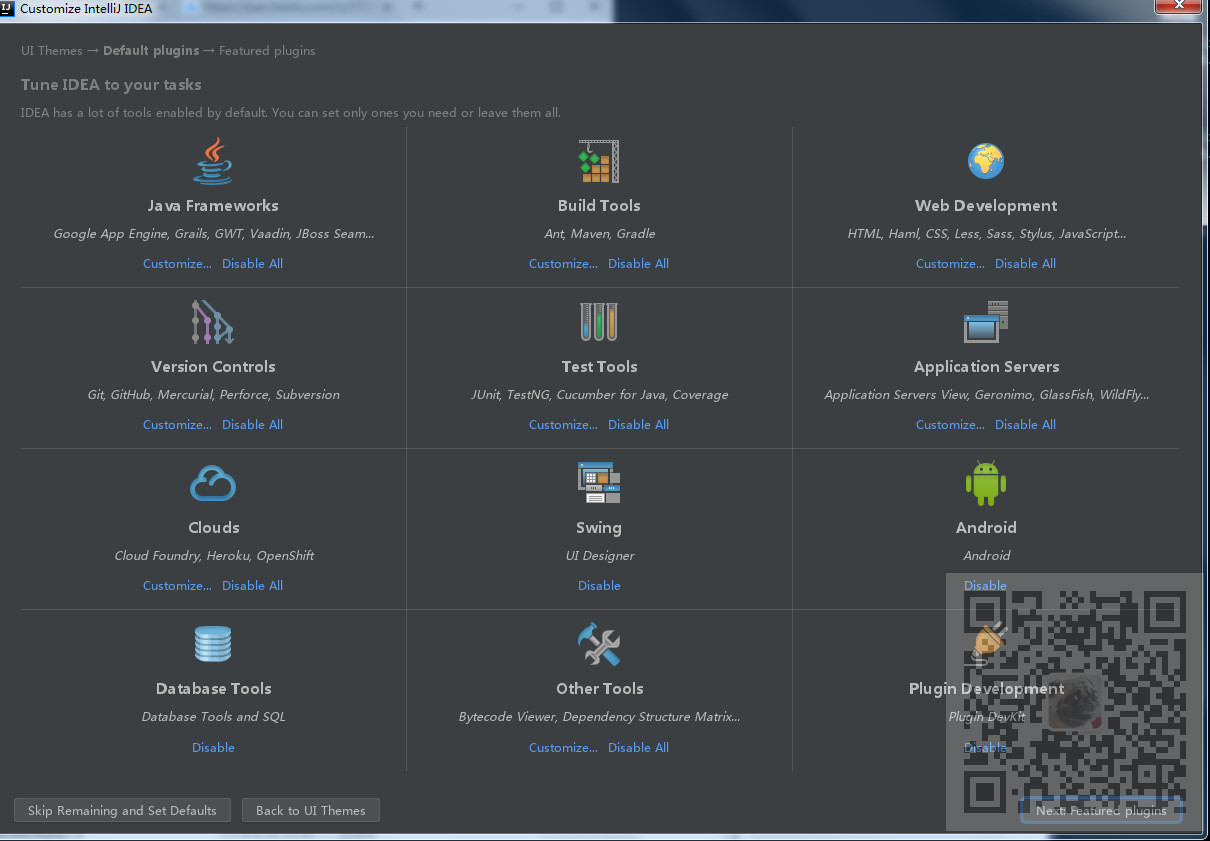 Customize IntelliJ IDEA
UI Themes → Default plugins → Featured plugins
Tune IDEA to your tasks
IDEA has a lot of tools enabled by default. You can set only ones you need or leave them all.
Java Frameworks
Google App Engine, Grails, GWT, Vaadin, JBoss Seam...
Customize... Disable All
Build Tools
Ant, Maven, Gradle
Customize... Disable All
Web Development
HTML, Haml, CSS, Less, Sass, Stylus, JavaScript...
Customize... Disable All
Version Controls
Git, GitHub, Mercurial, Perforce, Subversion
Customize... Disable All
Test Tools
JUnit, TestNG, Cucumber for Java, Coverage
Customize... Disable All
Application Servers
Application Servers View, Geronimo, GlassFish, WildFly...
Customize... Disable All
Clouds
Cloud Foundry, Heroku, OpenShift
Customize... Disable All
Swing
UI Designer
Disable
Android
Android
Disable
Database Tools
Database Tools and SQL
Disable
Other Tools
Bytecode Viewer, Dependency Structure Matrix...
Customize... Disable All
Plugin Development
Plugin DevKit
Disable
Skip Remaining and Set Defaults
Back to UI Themes
Next: Featured plugins